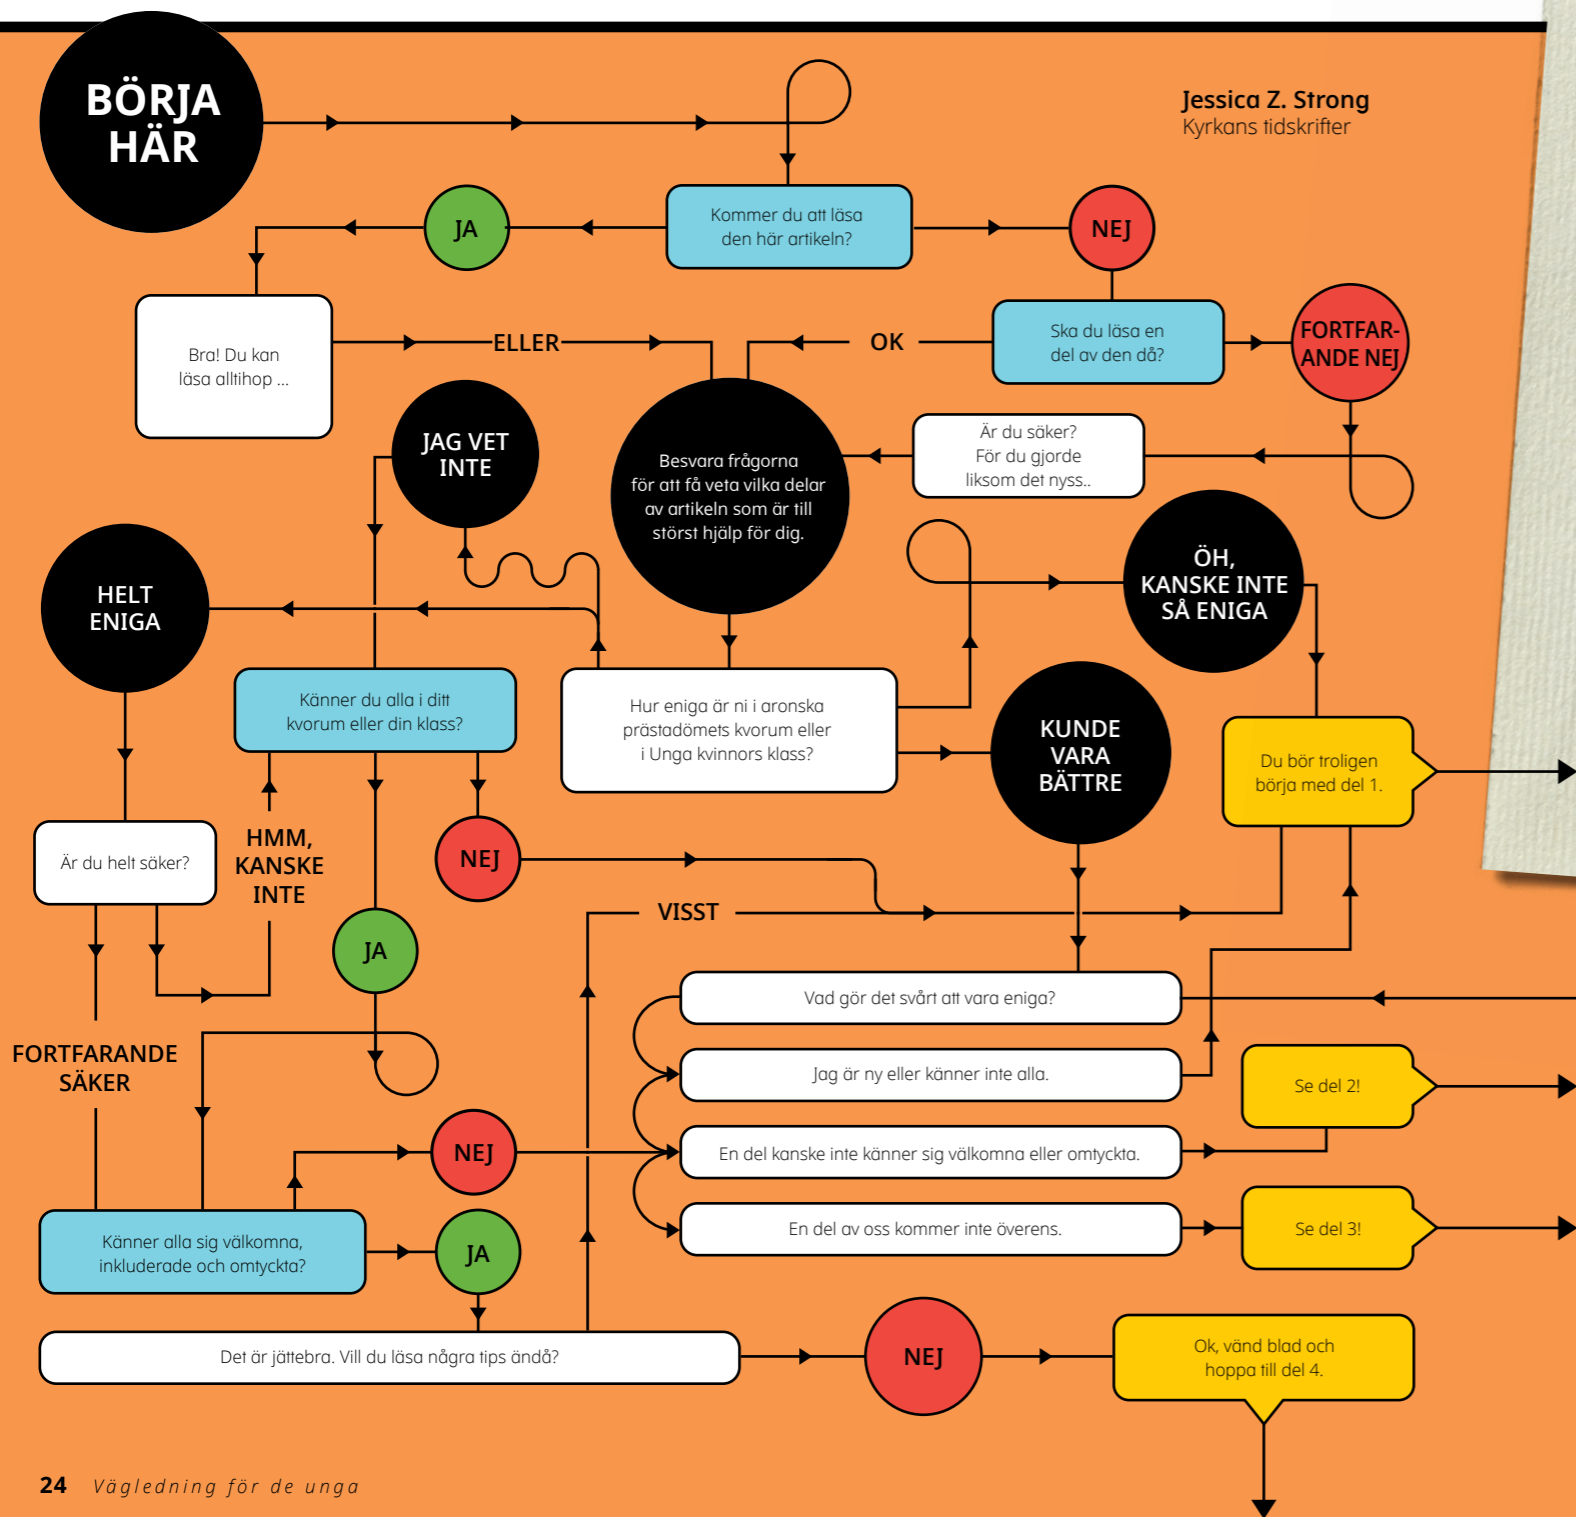 BÖRJA
HÄR
Jessica Z. Strong
Kyrkans tidskrifter
Kommer du att läsa
den här artikeln?
JA
NEJ
Bra! Du kan
läsa alltihop ...
ELLER
OK
Ska du läsa en
del av den då?
FORTFAR-
ANDE NEJ
Är du säker?
För du gjorde
liksom det nyss..
JAG VET
INTE
Besvara frågorna
för att få veta vilka delar
av artikeln som är till
störst hjälp för dig.
HELT
ENIGA
ÖH,
KANSKE INTE
SÅ ENIGA
Känner du alla i ditt
kvorum eller din klass?
Hur eniga är ni i aronska
prästadömets kvorum eller
i Unga kvinnors klass?
KUNDE
VARA
BÄTTRE
Du bör troligen
börja med del 1.
Är du helt säker?
HMM,
KANSKE
INTE
NEJ
JA
VISST
Vad gör det svårt att vara eniga?
FORTFARANDE
SÄKER
Jag är ny eller känner inte alla.
Se del 2!
NEJ
En del kanske inte känner sig välkomna eller omtyckta.
Känner alla sig välkomna,
inkluderade och omtyckta?
JA
En del av oss kommer inte överens.
Se del 3!
Det är jättebra. Vill du läsa några tips ändå?
NEJ
Ok, vänd blad och
hoppa till del 4.
24 Vägledning för de unga